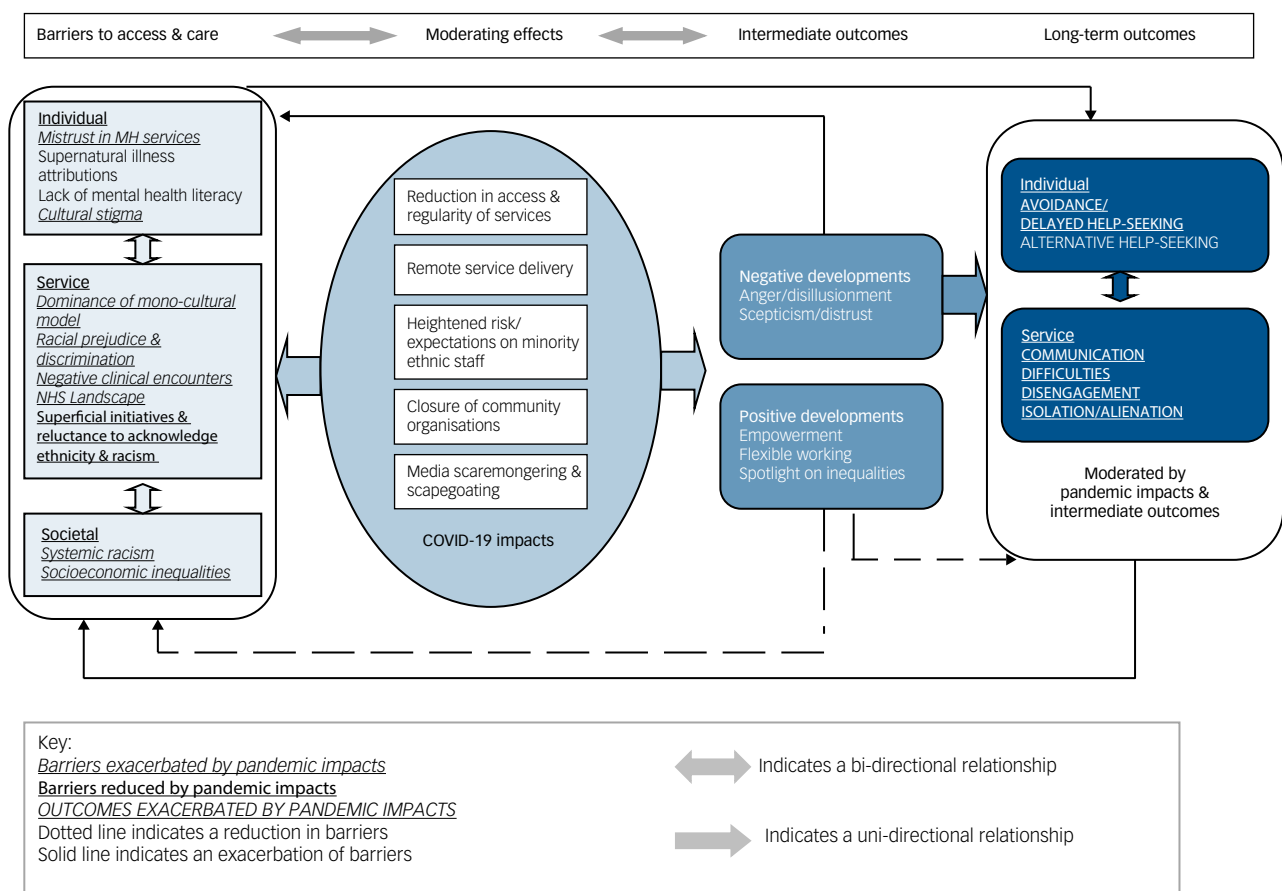 Barriers to access & care
Moderating effects
Intermediate outcomes
Long-term outcomes
Individual
Mistrust in MH services
Supernatural illness
attributions
Lack of mental health literacy
Cultural stigma
Service
Dominance of mono-cultural
model
Racial prejudice &
discrimination
Negative clinical encounters
NHS Landscape
Superficial initiatives &
reluctance to acknowledge
ethnicity & racism
Societal
Systemic racism
Socioeconomic inequalities
Reduction in access &
regularity of services
Remote service delivery
Heightened risk/
expectations on minority
ethnic staff
Closure of community
organisations
Media scaremongering &
scapegoating
COVID-19 impacts
Negative developments
Anger/disillusionment
Scepticism/distrust
Positive developments
Empowerment
Flexible working
Spotlight on inequalities
Individual
AVOIDANCE/
DELAYED HELP-SEEKING
ALTERNATIVE HELP-SEEKING
Service
COMMUNICATION
DIFFICULTIES
DISENGAGEMENT
ISOLATION/ALIENATION
Moderated by
pandemic impacts &
intermediate outcomes
Key:
Barriers exacerbated by pandemic impacts
Barriers reduced by pandemic impacts
OUTCOMES EXACERBATED BY PANDEMIC IMPACTS
Dotted line indicates a reduction in barriers
Solid line indicates an exacerbation of barriers
Indicates a bi-directional relationship
Indicates a uni-directional relationship